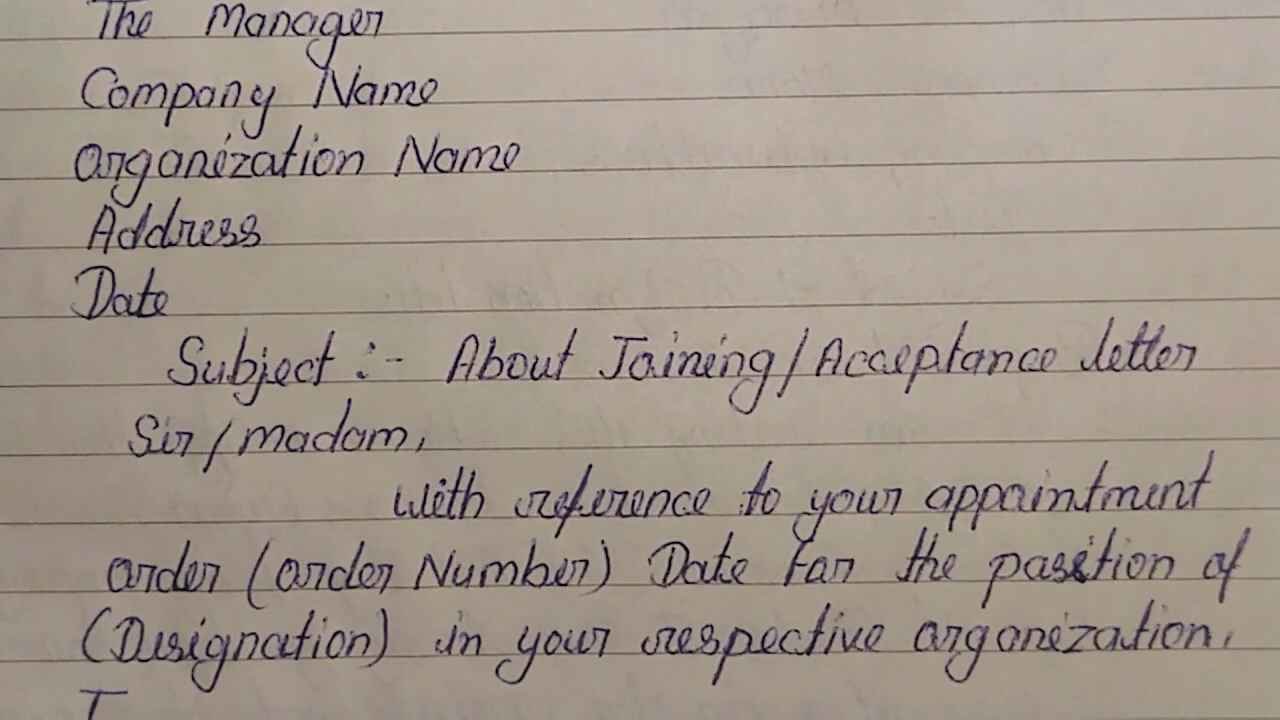 The Manager
Company Name
Organization Name
Address
Date
Subject :- About Joining/Acceptance letter
Sir/madam,
with reference to your appointment
order (order Number) Date For the position of
(Designation) in your respective organization.